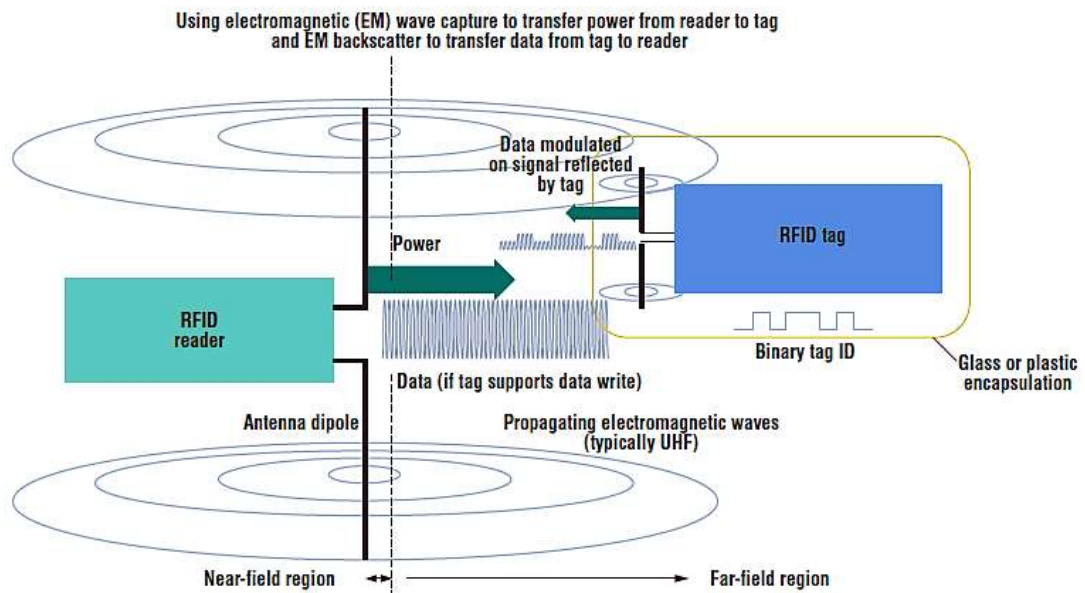 Using electromagnetic (EM) wave capture to transfer power from reader to tag
and EM backscatter to transfer data from tag to reader
Data modulated
on signal reflected
by tag
Power
RFID tag
RFID
reader
Binary tag ID
Glass or plastic
encapsulation
Data (if tag supports data write)
Antenna dipole
Propagating electromagnetic waves
(typically UHF)
Near-field region
Far-field region